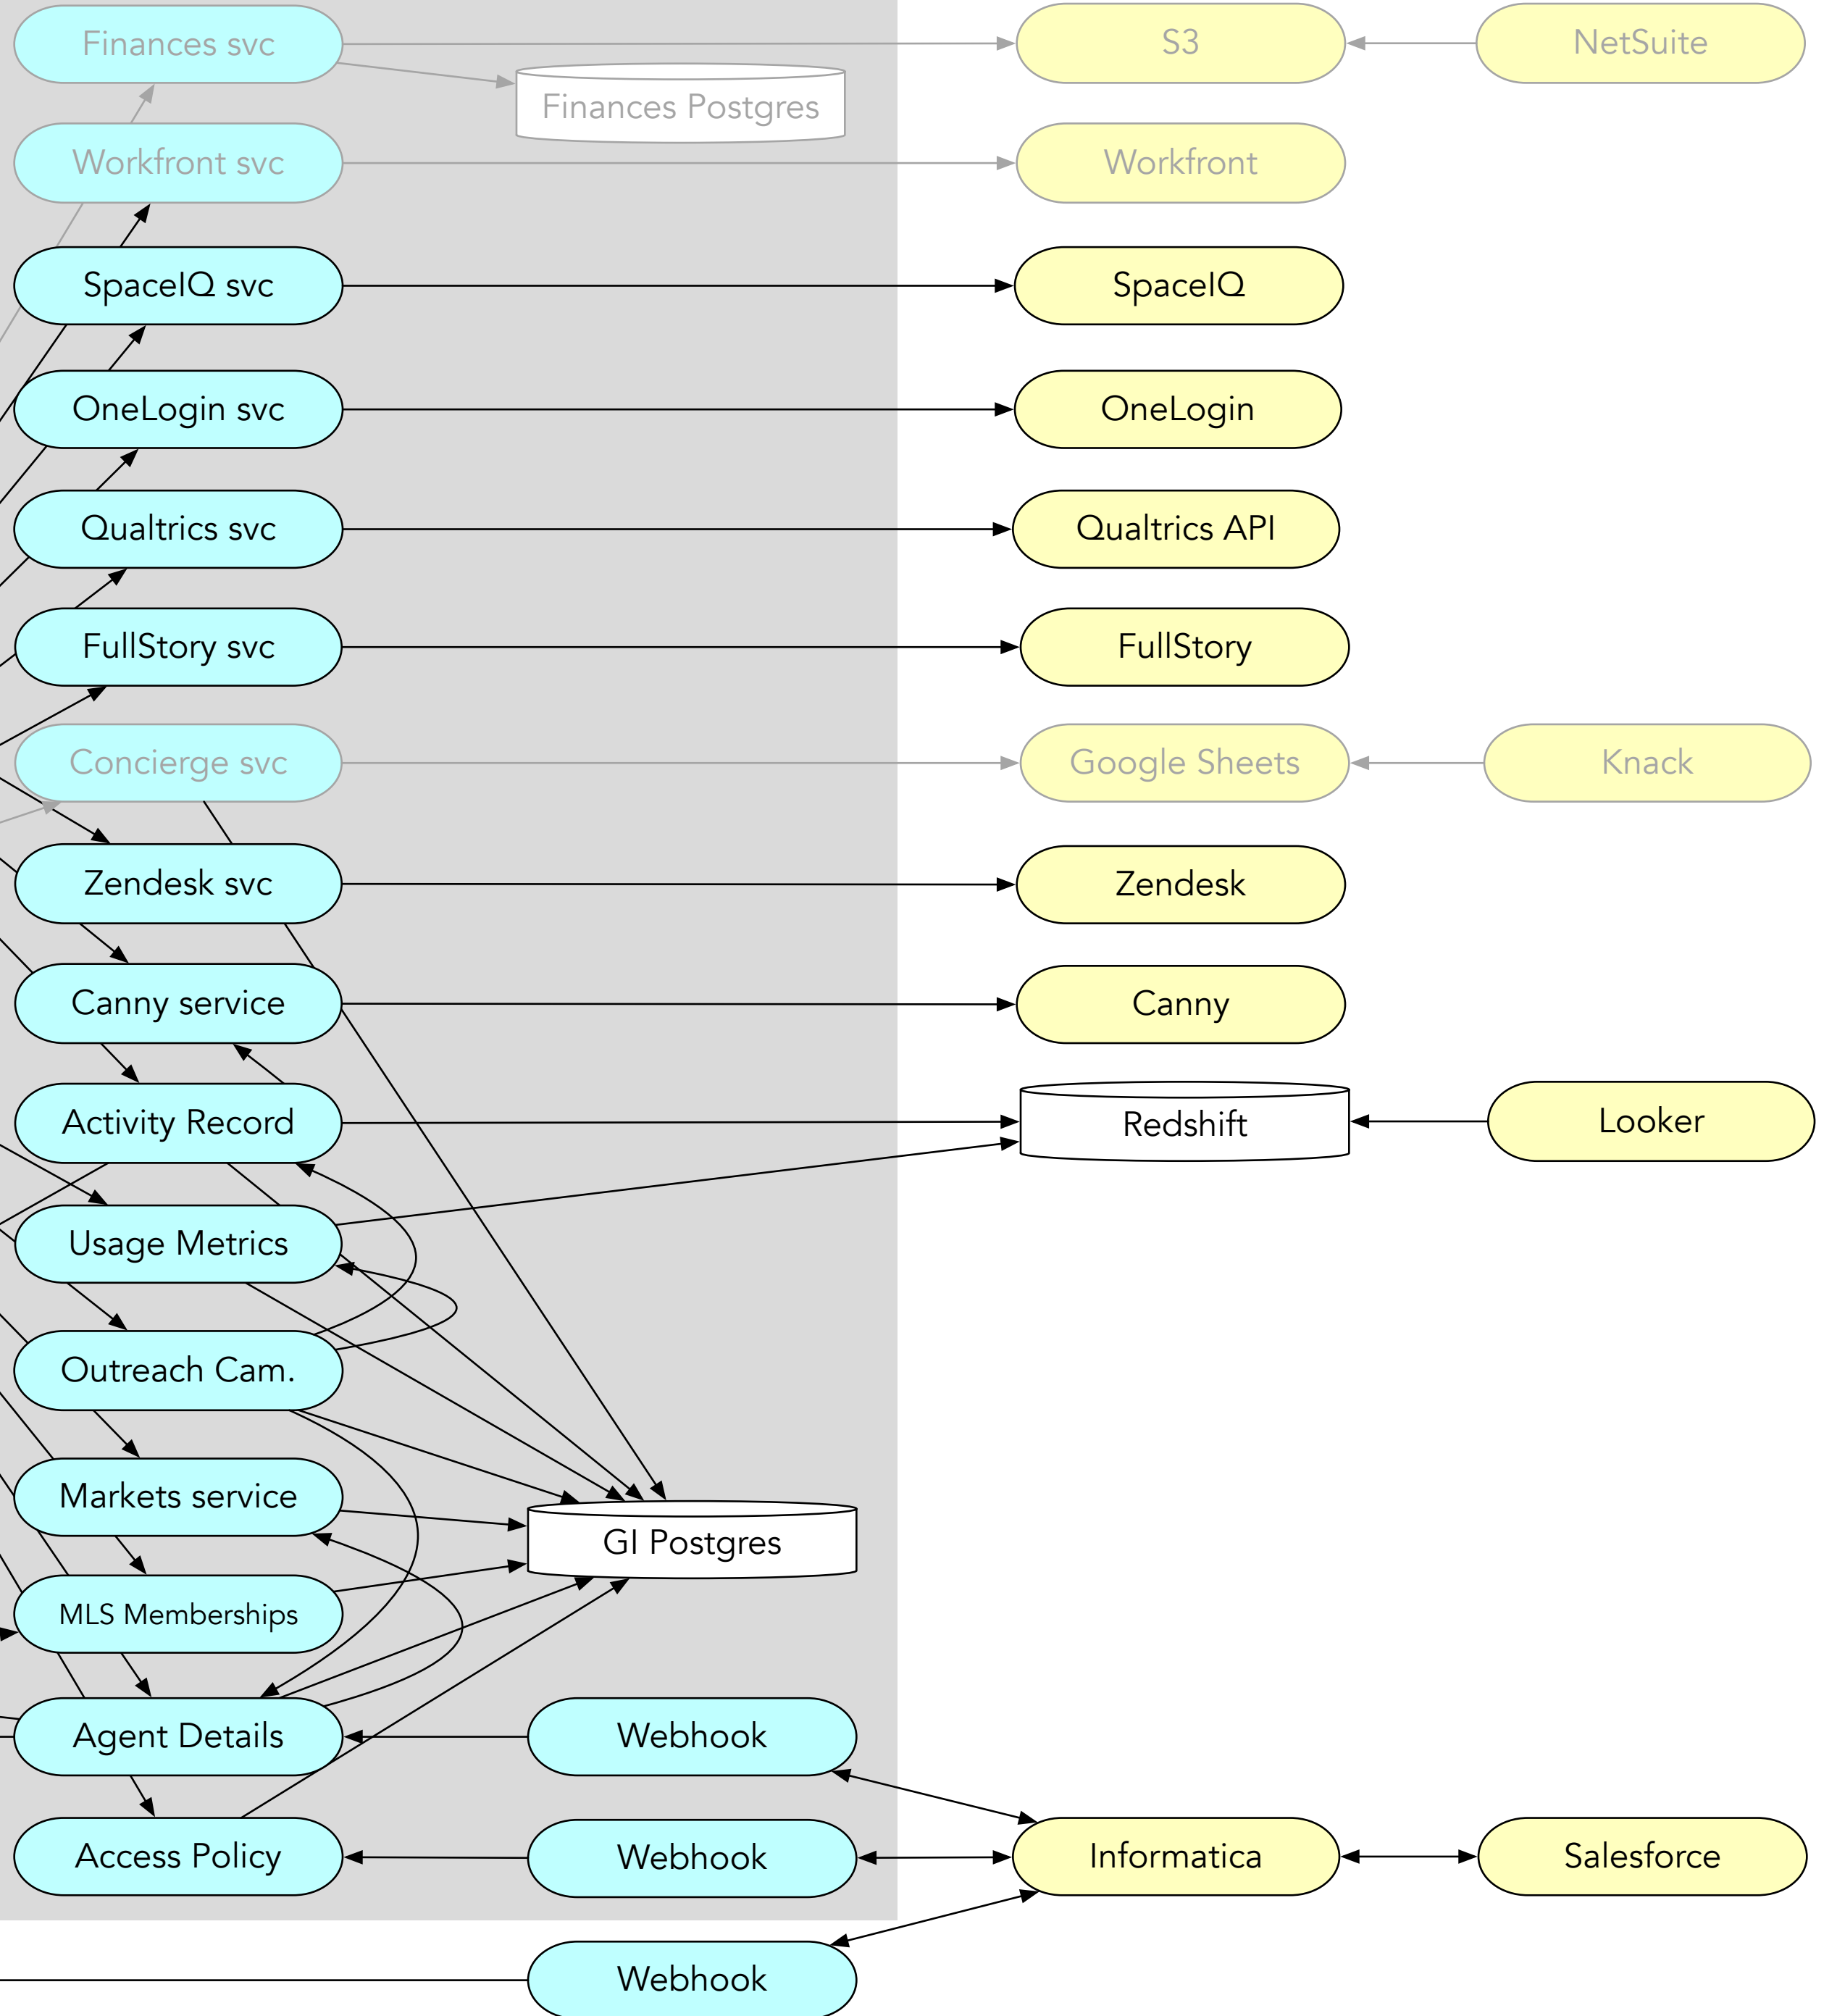 Finances svc
S3
NetSuite
Finances Postgres
Workfront svc
Workfront
SpaceIQ svc
SpaceIQ
OneLogin svc
OneLogin
Qualtrics svc
Qualtrics API
FullStory svc
FullStory
Concierge svc
Google Sheets
Knack
Zendesk svc
Zendesk
Canny service
Canny
Activity Record
Redshift
Looker
Usage Metrics
Outreach Cam.
Markets service
GI Postgres
MLS Memberships
Agent Details
Webhook
Access Policy
Webhook
Informatica
Salesforce
Webhook